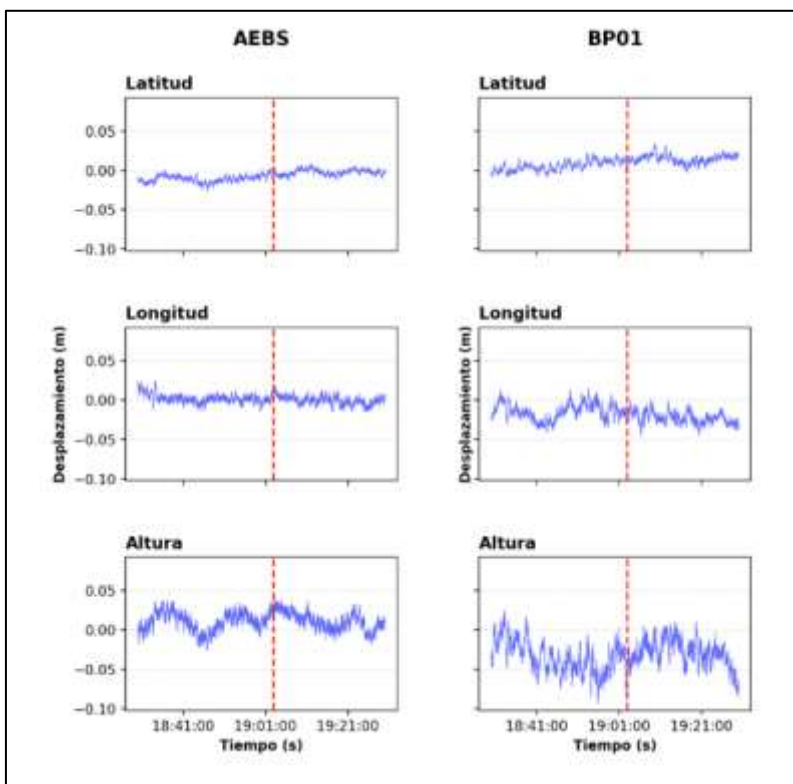 AEBS
BP01
Latitud
Latitud
0.05
0.00
−0.05
−0.10
Longitud
Longitud
Desplazamiento (m)
0.05
0.00
−0.05
−0.10
Desplazamiento (m)
Altura
Altura
0.05
0.00
−0.05
−0.10
18:41:00 19:01:00 19:21:00
18:41:00 19:01:00 19:21:00
Tiempo (s)
Tiempo (s)